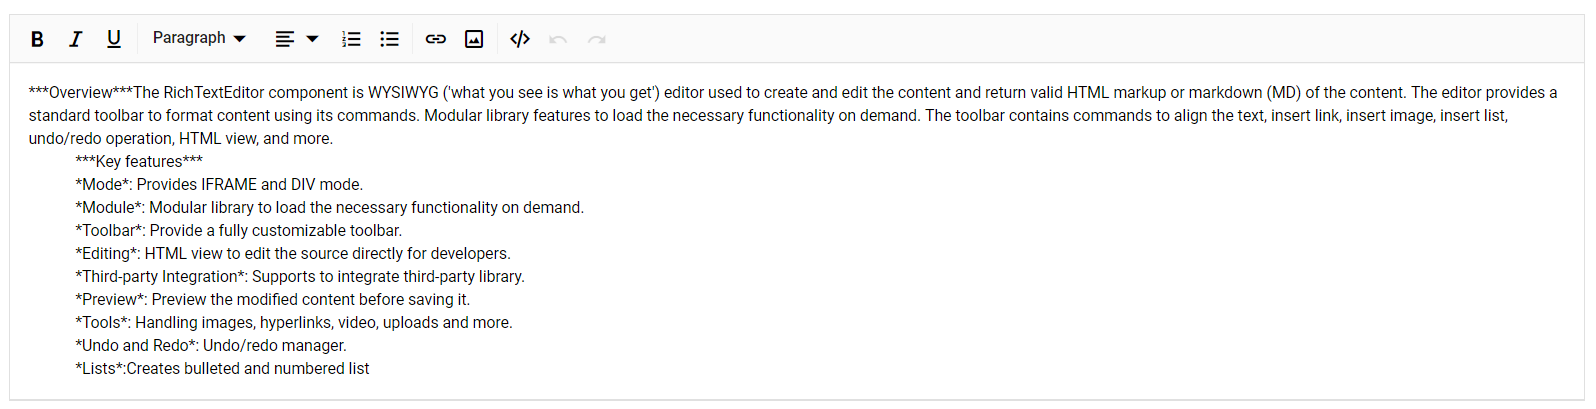 B I U Paragraph
***Overview***The RichTextEditor component is WYSIWYG ('what you see is what you get') editor used to create and edit the content and return valid HTML markup or markdown (MD) of the content. The editor provides a
standard toolbar to format content using its commands. Modular library features to load the necessary functionality on demand. The toolbar contains commands to align the text, insert link, insert image, insert list,
undo/redo operation, HTML view, and more.
***Key features***
*Mode*: Provides IFRAME and DIV mode.
*Module*: Modular library to load the necessary functionality on demand.
*Toolbar*: Provide a fully customizable toolbar.
*Editing*: HTML view to edit the source directly for developers.
*Third-party Integration*: Supports to integrate third-party library.
*Preview*: Preview the modified content before saving it.
*Tools*: Handling images, hyperlinks, video, uploads and more.
*Undo and Redo*: Undo/redo manager.
*Lists*:Creates bulleted and numbered list